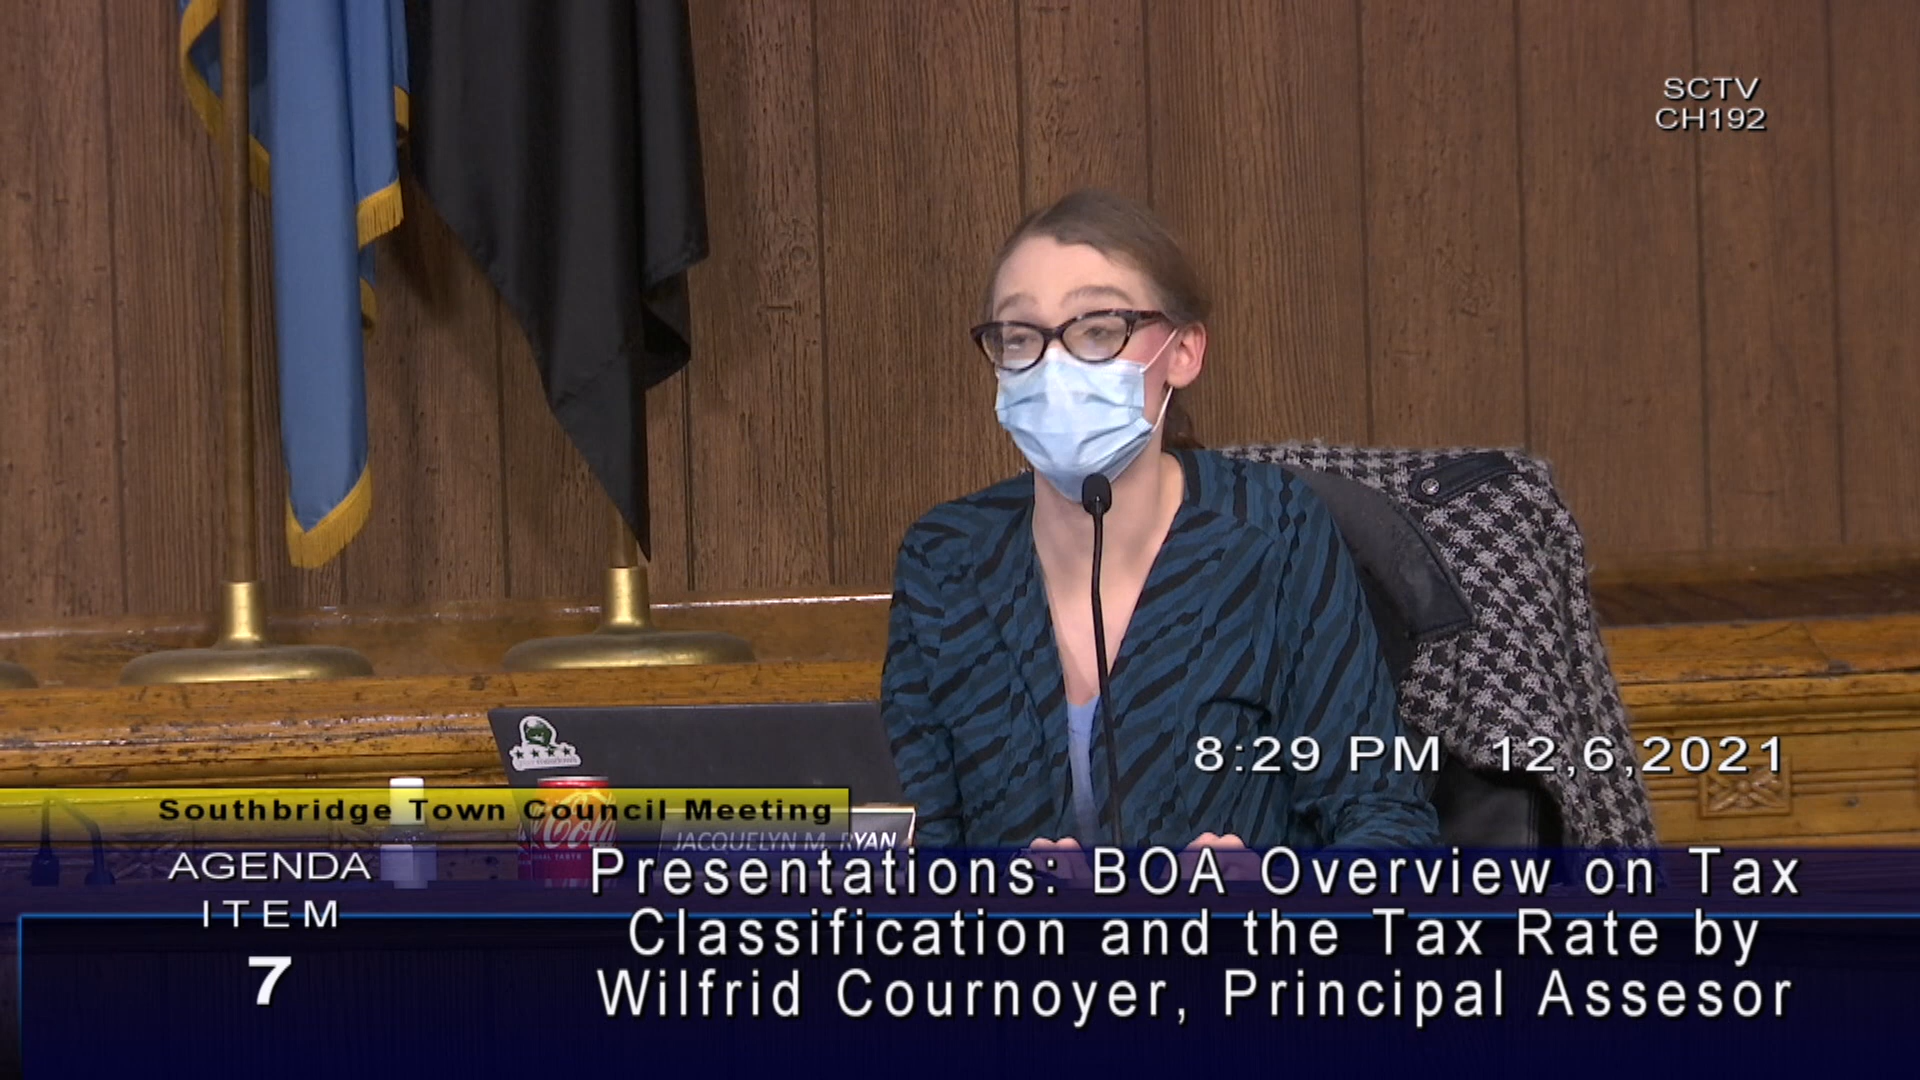 SCTV
CH192
8:29 PM 12,6,2021
Southbridge Town Council Meeting
Cola
JACQUELYN M. RYAN
AGENDA
ITEM
7
Presentations: BOA Overview on Tax
Classification and the Tax Rate by
Wilfrid Cournoyer, Principal Assesor